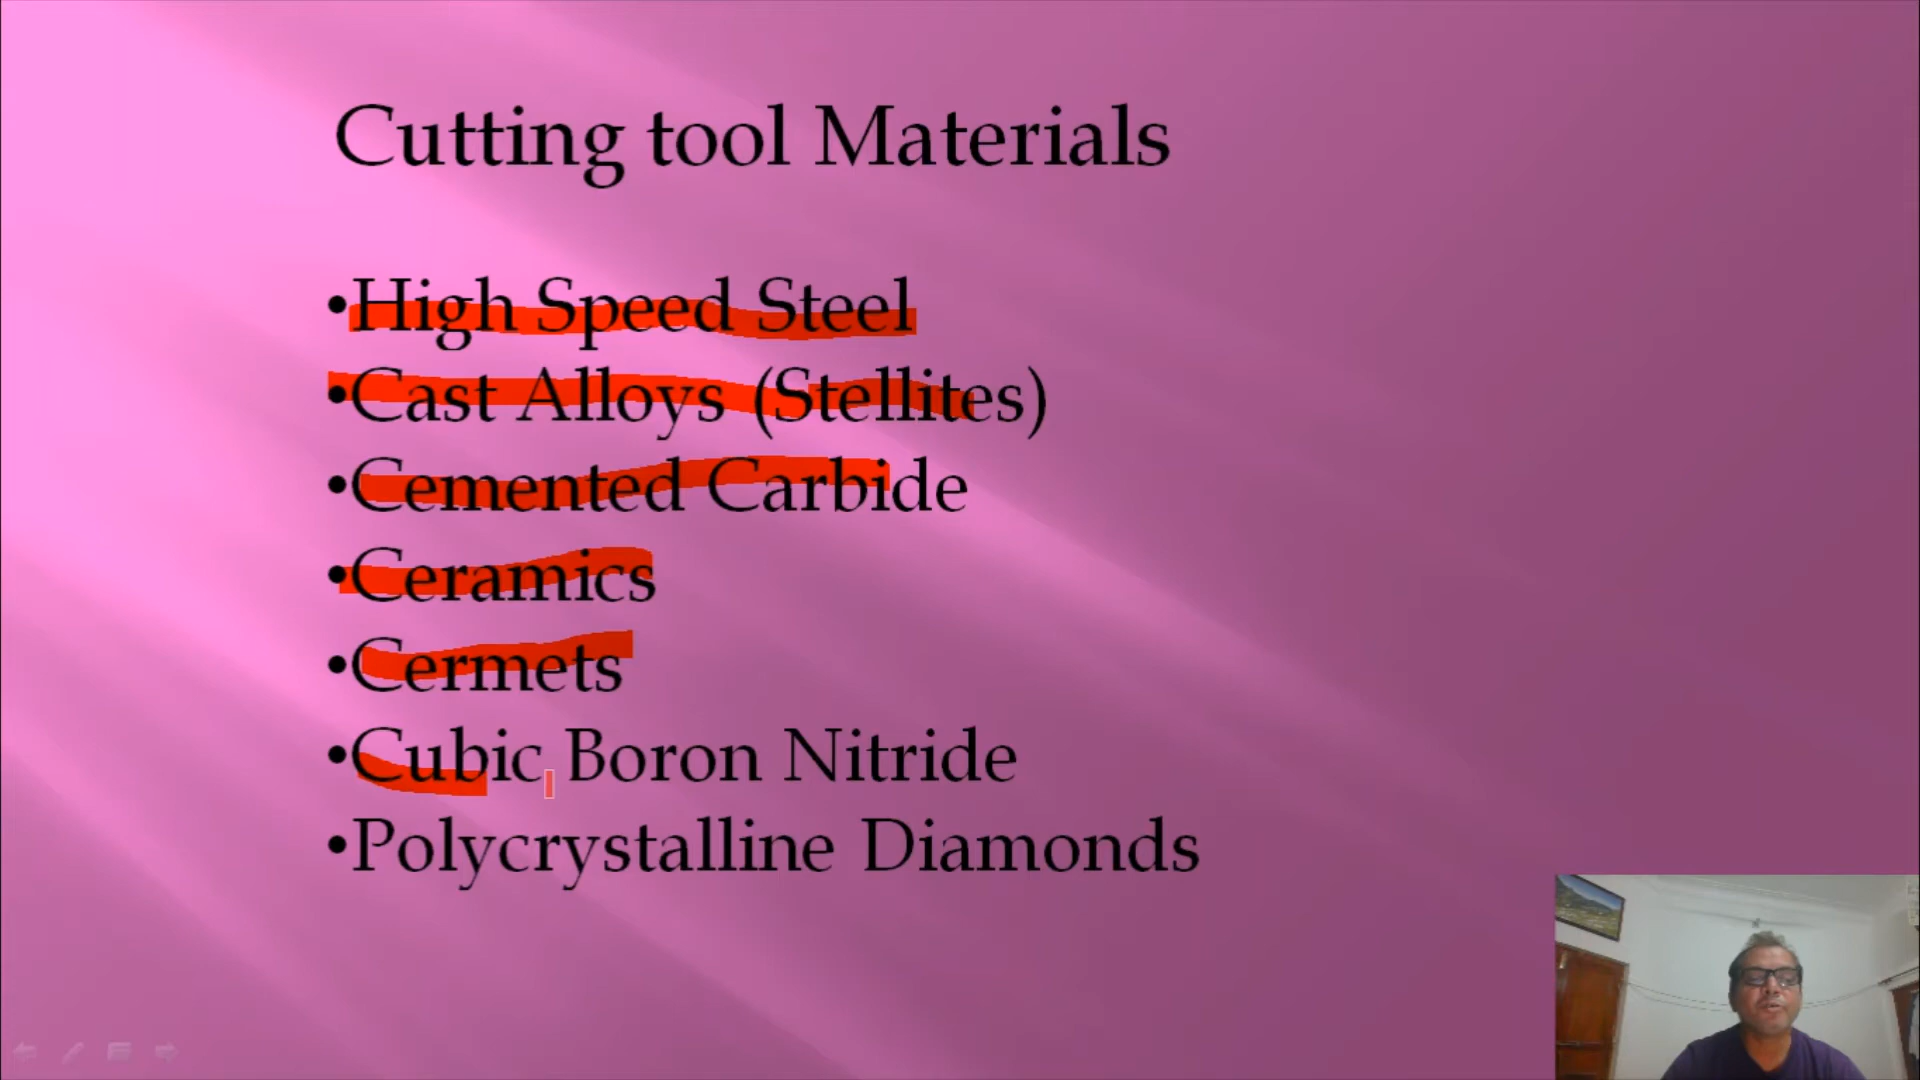 Cutting tool Materials
•High Speed Steel
•Cast Alloys (Stellites)
•Cemented Carbide
•Ceramics
•Cermets
•Cubic Boron Nitride
•Polycrystalline Diamonds